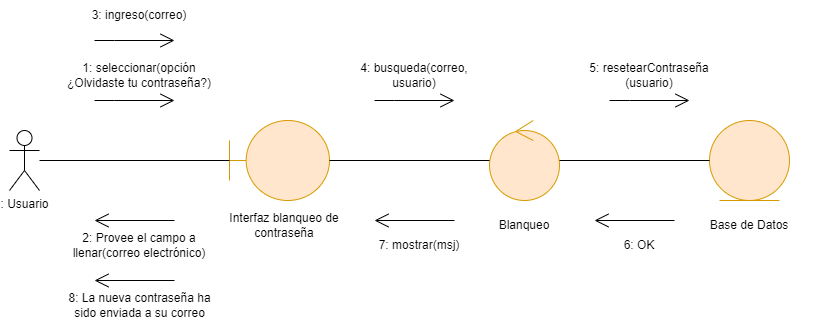 3: ingreso(correo)
1: seleccionar(opción
¿Olvidaste tu contraseña?)
4: busqueda(correo,
usuario)
5: resetearContraseña
(usuario)
: Usuario
Interfaz blanqueo de
contraseña
Blanqueo
Base de Datos
2: Provee el campo a
llenar(correo electrónico)
7: mostrar(msj)
6: OK
8: La nueva contraseña ha
sido enviada a su correo